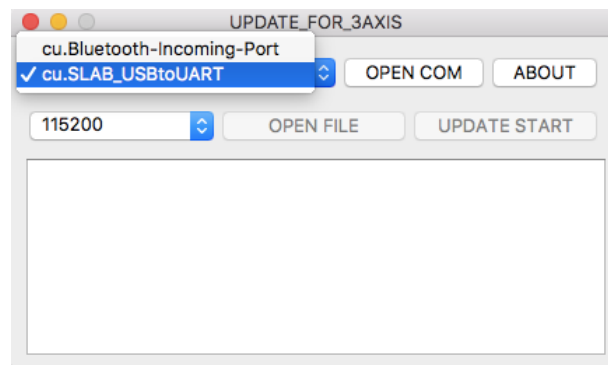 UPDATE_FOR_3AXIS
cu.Bluetooth-Incoming-Port
✓ cu.SLAB_USBtoUART
OPEN COM
ABOUT
115200
OPEN FILE
UPDATE START